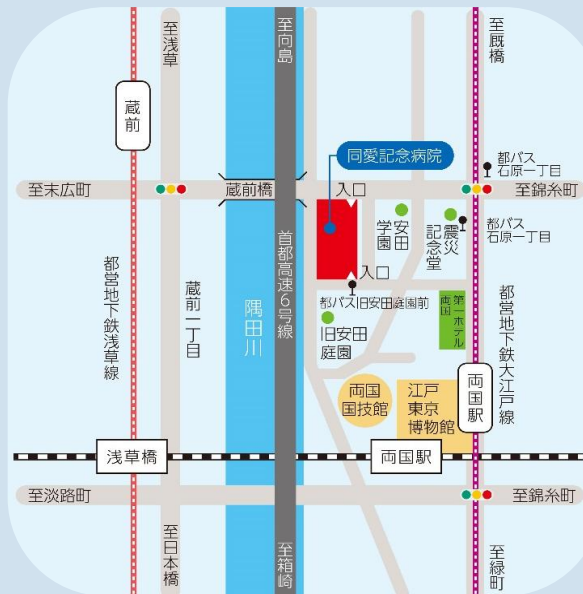 至浅草
至向島
至厩橋
蔵前
同愛記念病院
都バス
石原一丁目
至末広町
蔵前橋
入口
至錦糸町
安田
学園
震災
記念堂
都バス
石原一丁目
入口
都バス旧安田庭園前
旧安田
庭園
第一ホテル
両国
都営地下鉄浅草線
蔵前一丁目
隅田川
首都高速6号線
都営地下鉄大江戸線
両国
国技館
江戸
東京
博物館
両国駅
浅草橋
両国駅
至淡路町
至錦糸町
至日本橋
至箱崎
至緑町